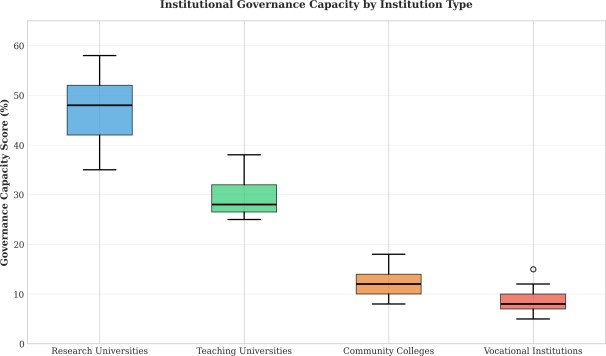 Institutional Governance Capacity by Institution Type
Governance Capacity Score (%)
60
50
40
30
20
10
0
Research Universities
Teaching Universities
Community Colleges
Vocational Institutions